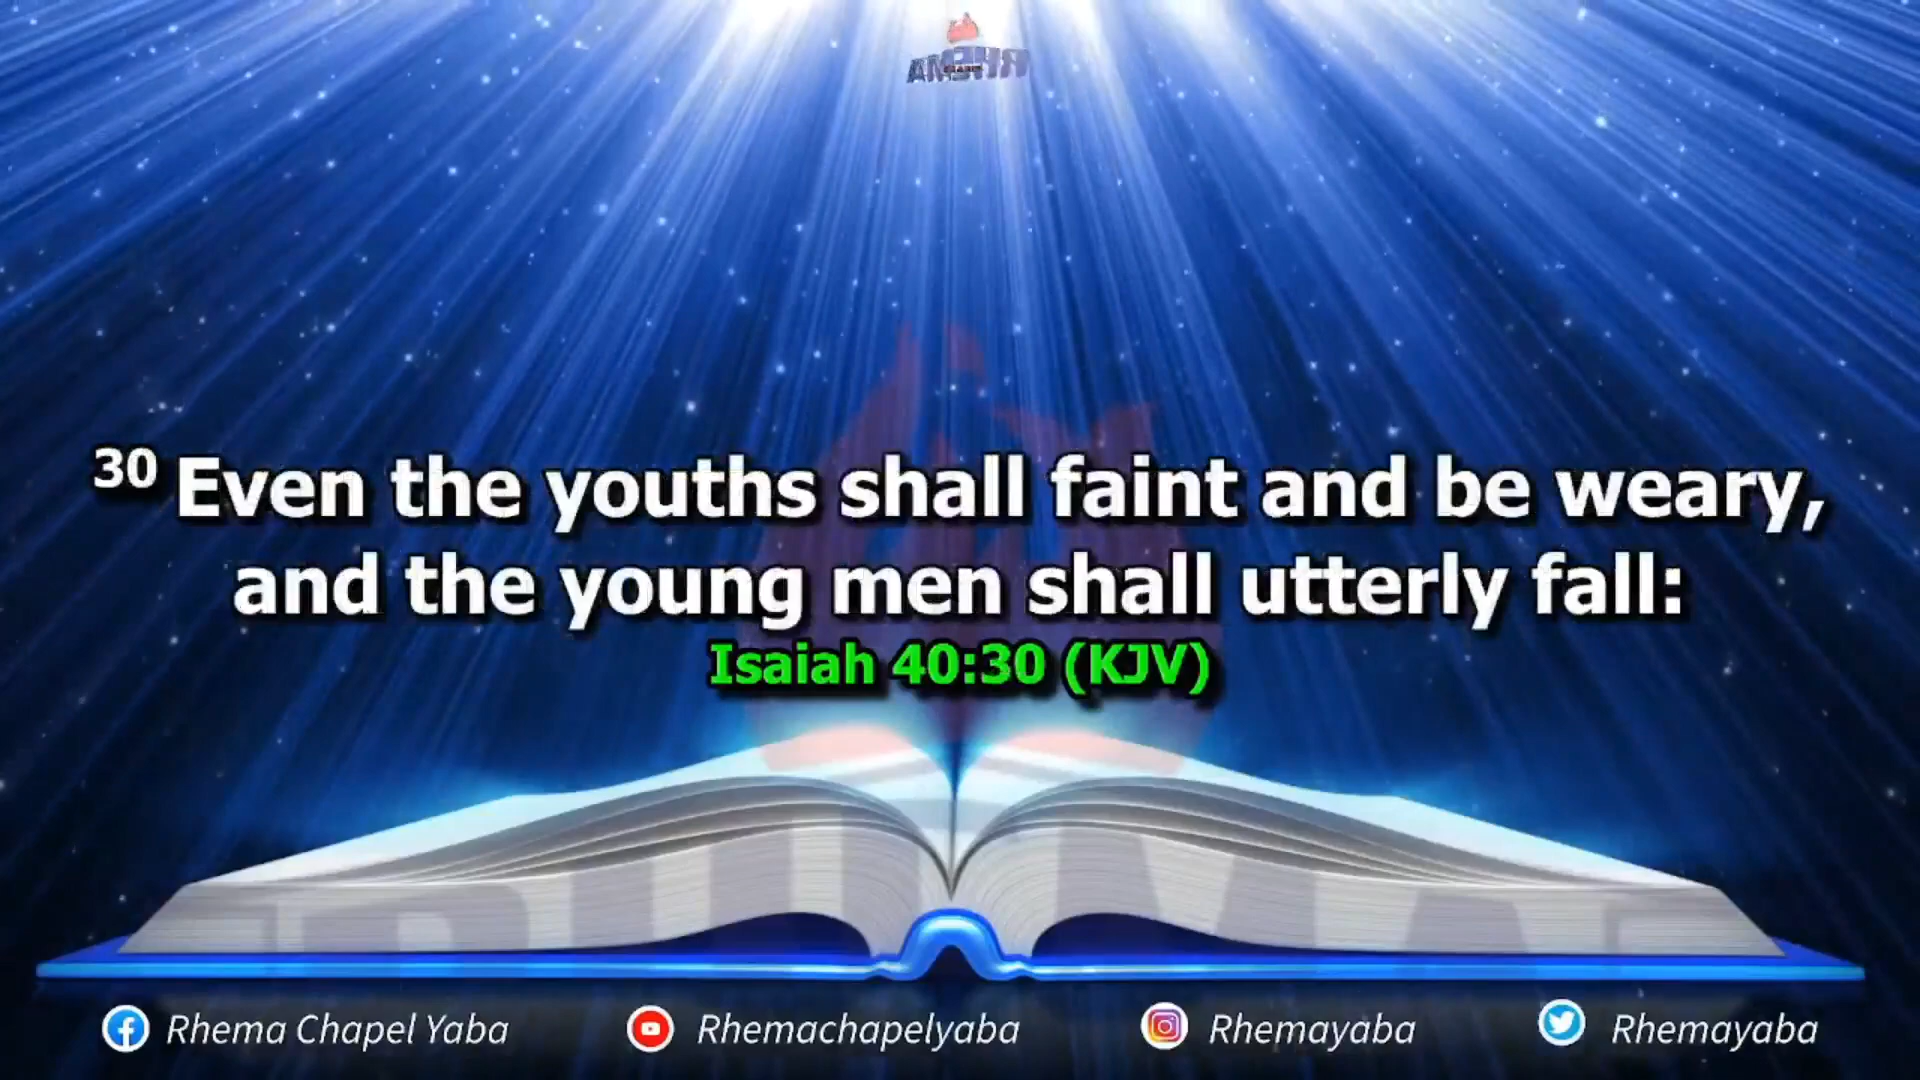 RHEMA
30 Even the youths shall faint and be weary,
and the young men shall utterly fall:
Isaiah 40:30 (KJV)
Rhema Chapel Yaba
Rhemachapelyaba
Rhemayaba
Rhemayaba